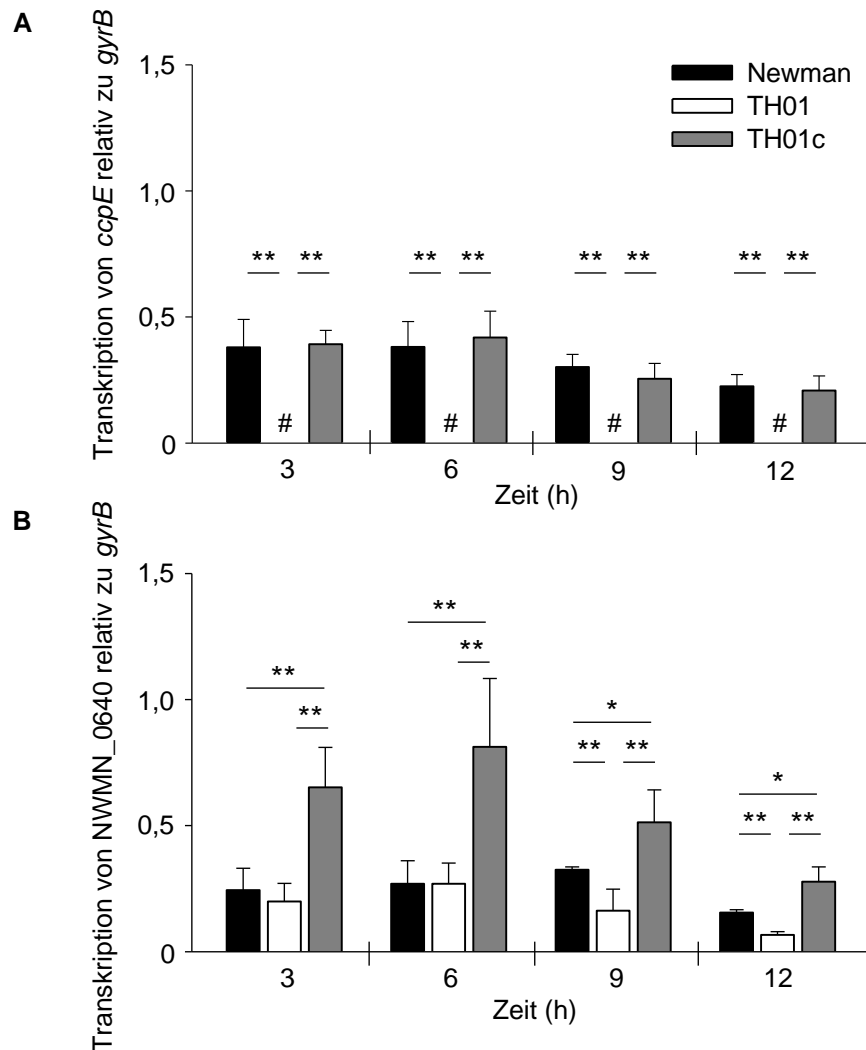 A
Transkription von ccpE relativ zu gyrB
1,5
1,0
0,5
0
Newman
TH01
TH01c
** ** ** ** ** ** ** **
# # # #
3 6 9 12
Zeit (h)
B
Transkription von NWMN_0640 relativ zu gyrB
1,5
1,0
0,5
0
** ** ** ** * ** ** * ** **
3 6 9 12
Zeit (h)